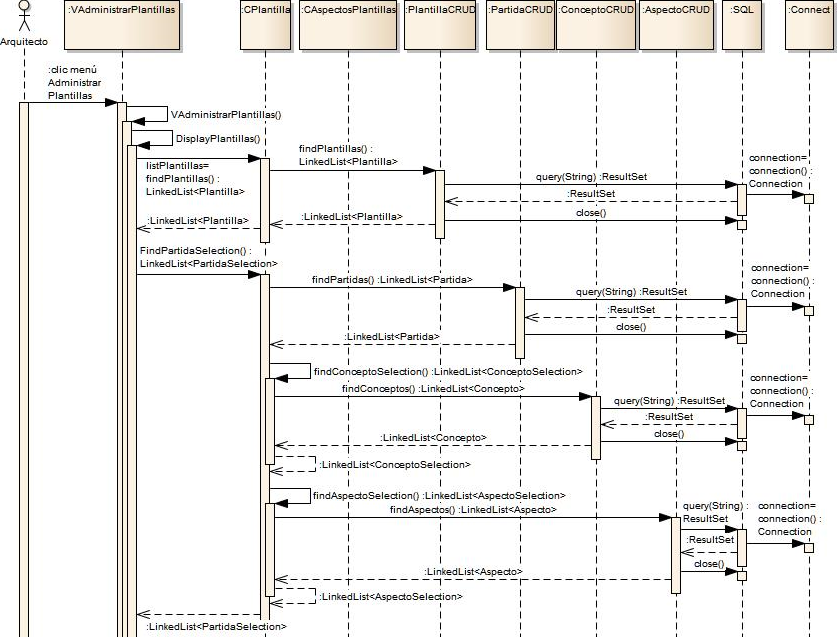 :VAdministrarPlantillas
:CPlantilla
:CAspectosPlantillas
:PlantillaCRUD
:PartidaCRUD
:ConceptoCRUD
:AspectoCRUD
:SQL
:Connect
Arquitecto
:clic menú
Administrar
Plantillas
VAdministrarPlantillas()
DisplayPlantillas()
listPlantillas=
findPlantillas() :
LinkedList<Plantilla>
findPlantillas() :
LinkedList<Plantilla>
query(String) :ResultSet
connection=
connection() :
Connection
:ResultSet
close()
:LinkedList<Plantilla>
:LinkedList<Plantilla>
FindPartidaSelection() :
LinkedList<PartidaSelection>
findPartidas() :LinkedList<Partida>
query(String) :ResultSet
connection=
connection() :
Connection
:ResultSet
close()
:LinkedList<Partida>
findConceptoSelection() :LinkedList<ConceptoSelection>
findConceptos() :LinkedList<Concepto>
query(String) :ResultSet
connection=
connection() :
Connection
:ResultSet
close()
:LinkedList<Concepto>
:LinkedList<ConceptoSelection>
findAspectoSelection() :LinkedList<AspectoSelection>
findAspectos() :LinkedList<Aspecto>
query(String) :
ResultSet
connection=
connection() :
Connection
:ResultSet
close()
:LinkedList<Aspecto>
:LinkedList<AspectoSelection>
:LinkedList<PartidaSelection>